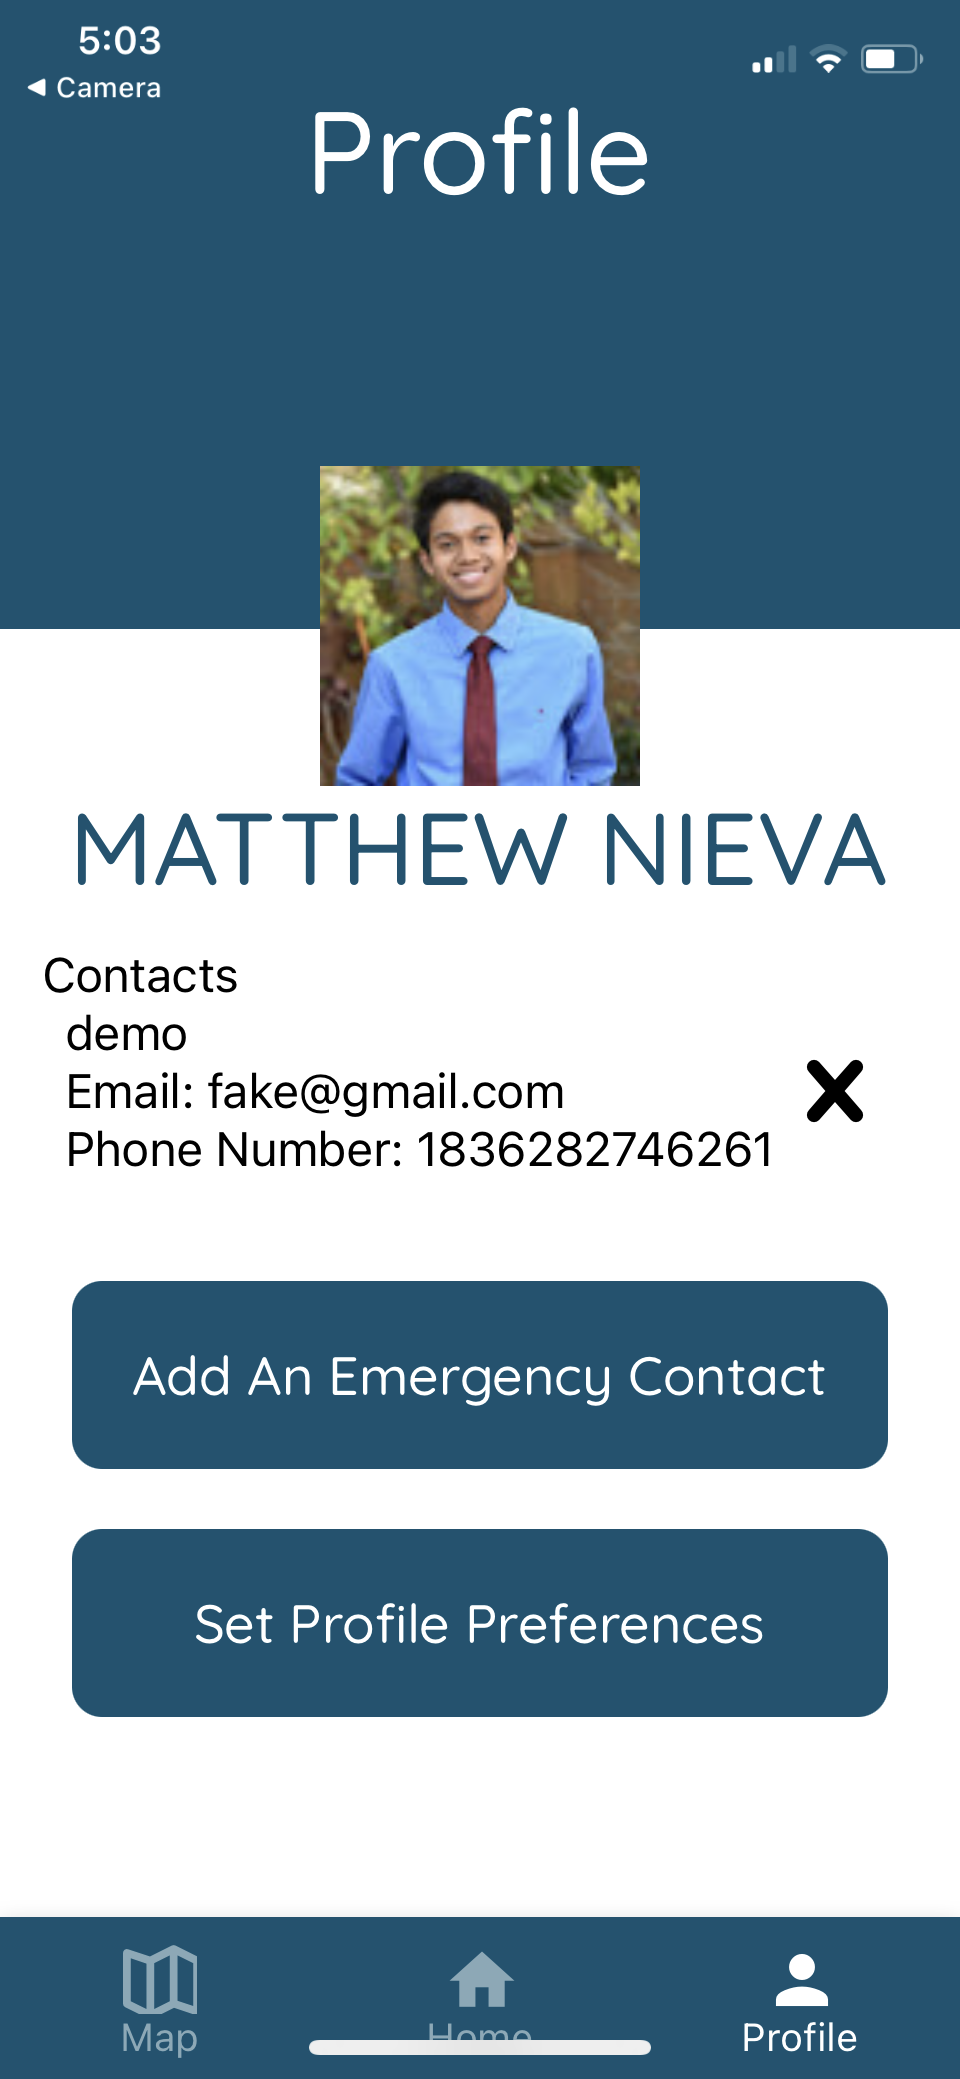 5:03
◀ Camera
Profile
MATTHEW NIEVA
Contacts
demo
Email: fake@gmail.com
Phone Number: 1836282746261
Add An Emergency Contact
Set Profile Preferences
Map
Home
Profile